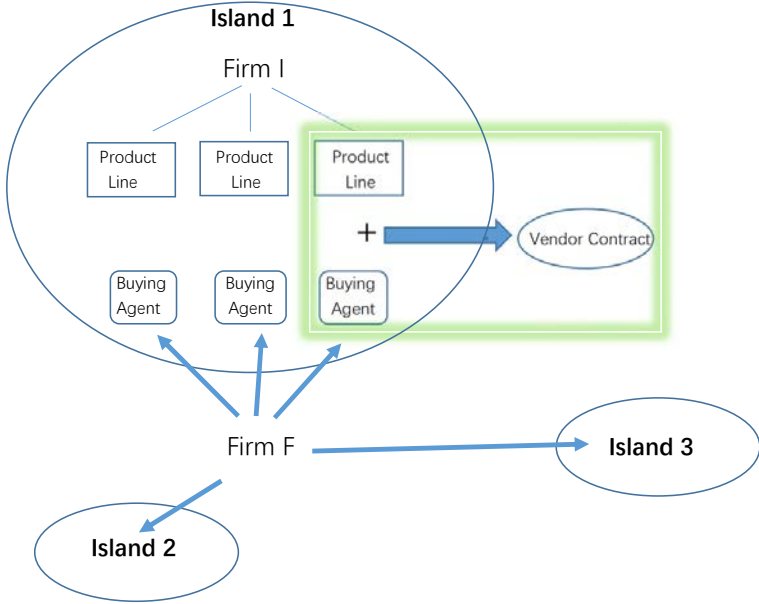 Island 1
Firm I
Product
Line
Product
Line
Product
Line
+
Vendor Contract
Buying
Agent
Buying
Agent
Buying
Agent
Firm F
Island 3
Island 2